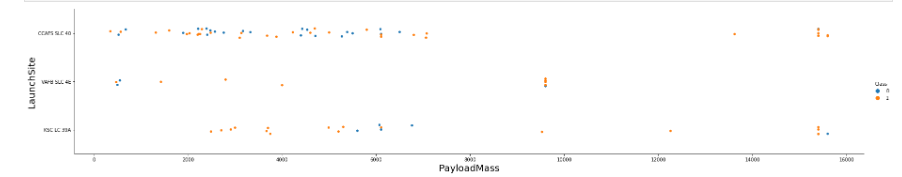 CCAFS SLC 40
VAFB SLC 4E
KSC LC 39A
LaunchSite
0
2000
4000
6000
8000
10000
12000
14000
16000
PayloadMass
Class
0
1